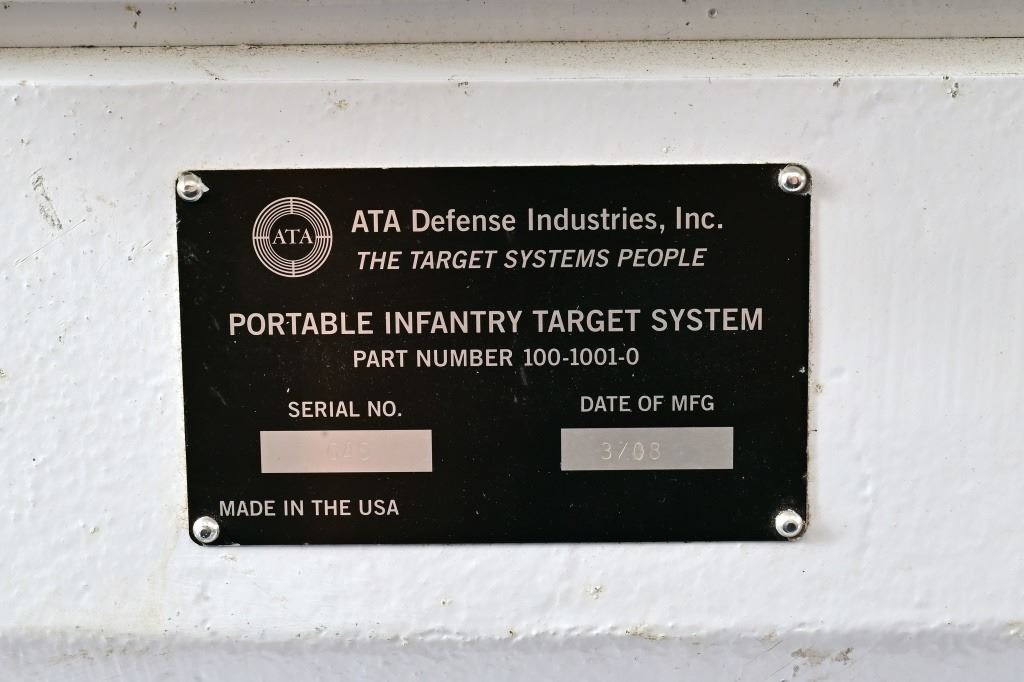 ATA
ATA Defense Industries, Inc.
THE TARGET SYSTEMS PEOPLE
PORTABLE INFANTRY TARGET SYSTEM
PART NUMBER 100-1001-0
SERIAL NO.
DATE OF MFG
3/08
MADE IN THE USA